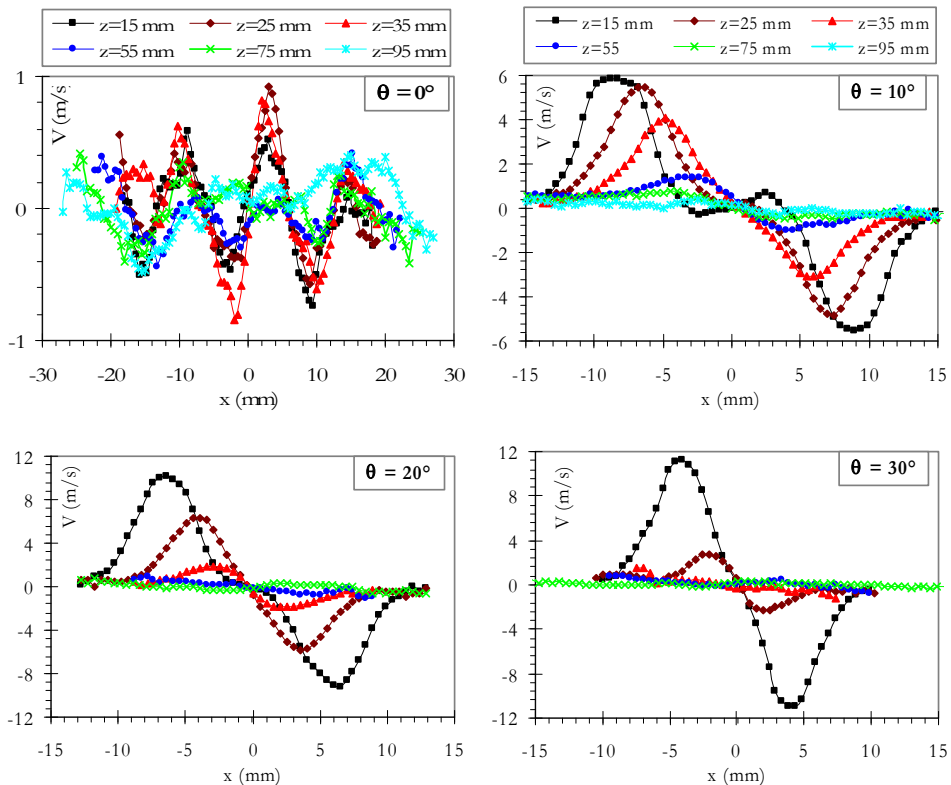 z=15 mm z=25 mm z=35 mm
z=55 mm z=75 mm z=95 mm
z=15 mm z=25 mm z=35 mm
z=55 z=75 mm z=95 mm
θ = 0°
V (m/s)
1
0
-1
-30 -20 -10 0 10 20 30
x (mm)
θ = 10°
V (m/s)
6
4
2
0
-2
-4
-6
-15 -10 -5 0 5 10 15
x (mm)
θ = 20°
V (m/s)
12
8
4
0
-4
-8
-12
-15 -10 -5 0 5 10 15
x (mm)
θ = 30°
V (m/s)
12
8
4
0
-4
-8
-12
-15 -10 -5 0 5 10 15
x (mm)